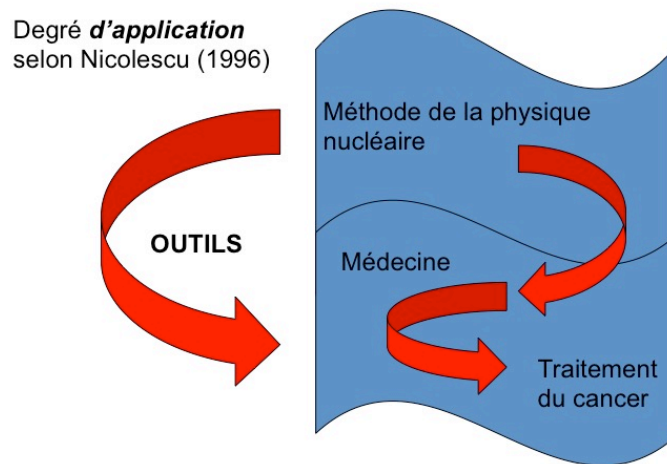 Degré d'application
selon Nicolescu (1996)
Méthode de la physique
nucléaire
OUTILS
Médecine
Traitement
du cancer